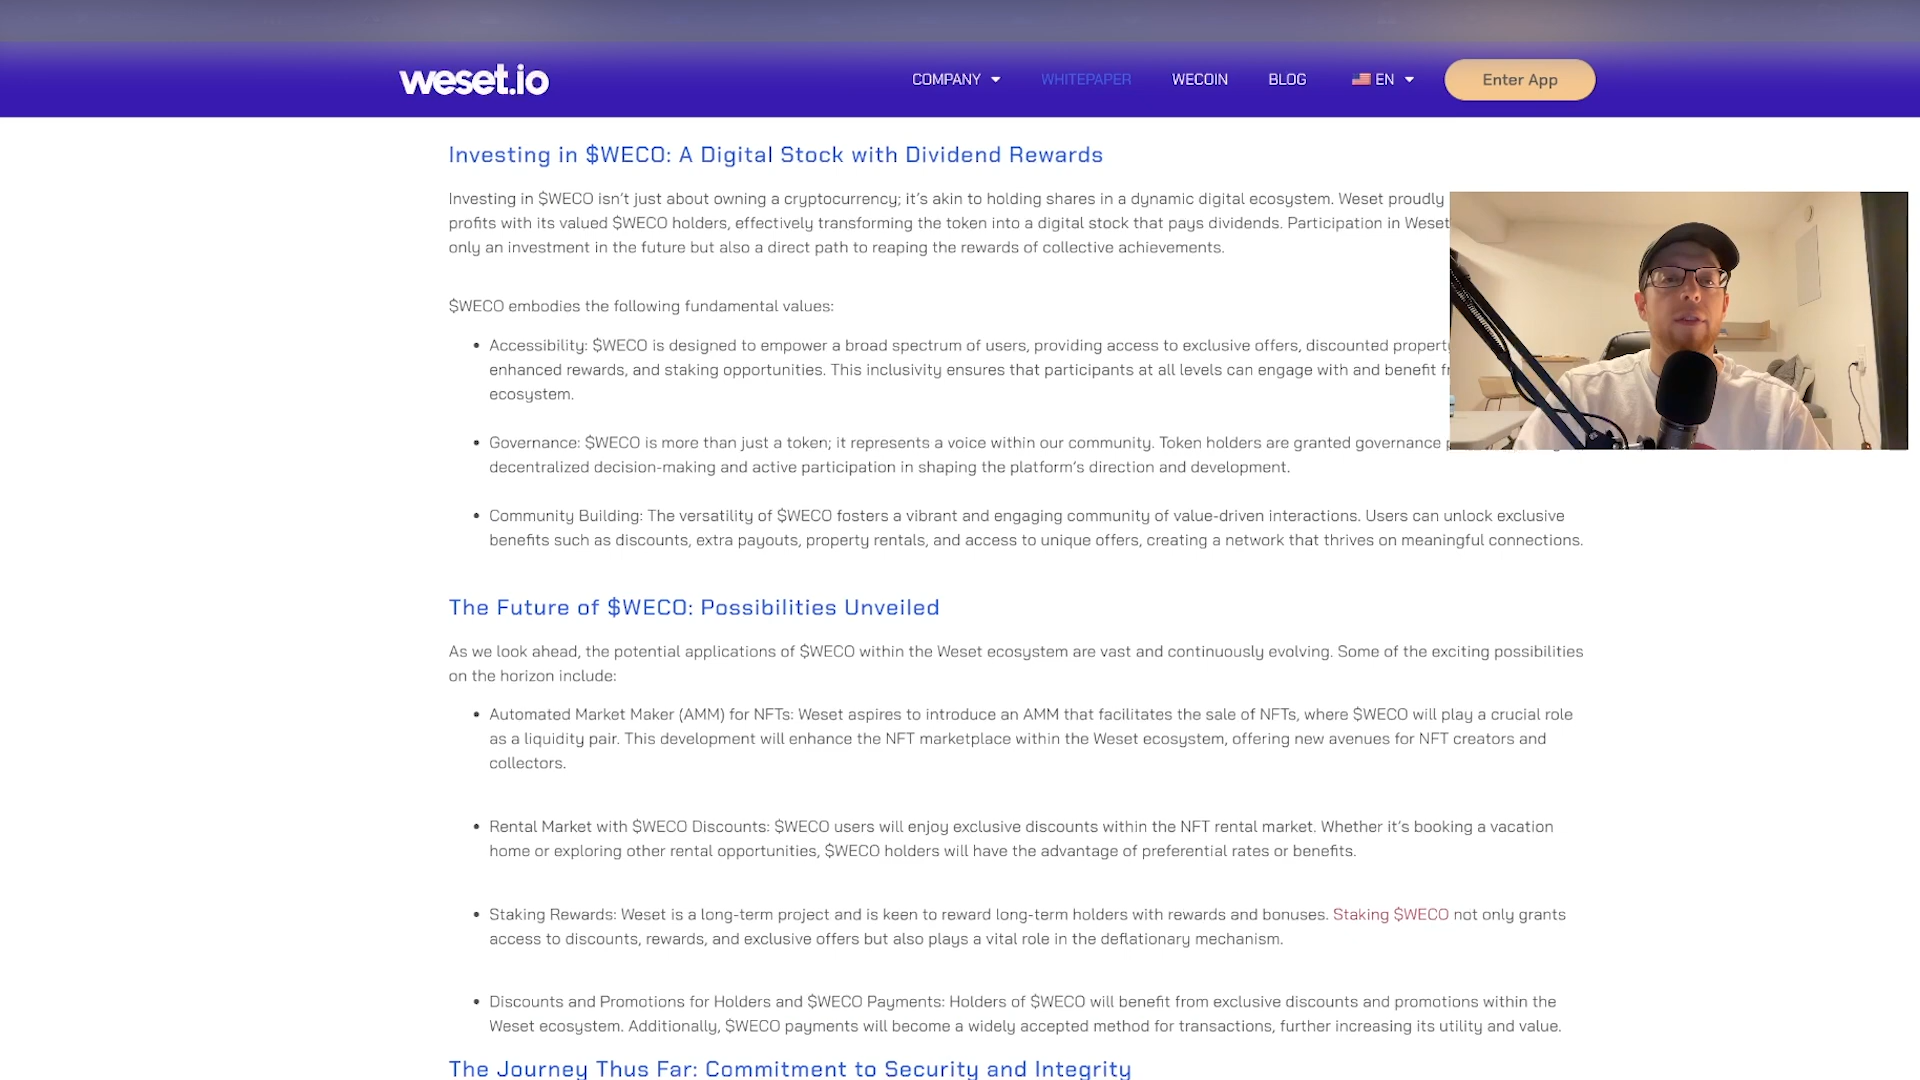 weset.io
COMPANY
WHITEPAPER
WECOIN
BLOG
EN
Enter App
Investing in $WECO: A Digital Stock with Dividend Rewards
Investing in $WECO isn't just about owning a cryptocurrency; it's akin to holding shares in a dynamic digital ecosystem. Weset proudly
profits with its valued $WECO holders, effectively transforming the token into a digital stock that pays dividends. Participation in Weset
only an investment in the future but also a direct path to reaping the rewards of collective achievements.
$WECO embodies the following fundamental values:
• Accessibility: $WECO is designed to empower a broad spectrum of users, providing access to exclusive offers, discounted
enhanced rewards, and staking opportunities. This inclusivity ensures that participants at all levels can engage with and benefit
ecosystem.
• Governance: $WECO is more than just a token; it represents a voice within our community. Token holders are granted governance
decentralized decision-making and active participation in shaping the platform's direction and development.
• Community Building: The versatility of $WECO fosters a vibrant and engaging community of value-driven interactions. Users can unlock exclusive
benefits such as discounts, extra payouts, property rentals, and access to unique offers, creating a network that thrives on meaningful connections.
The Future of $WECO: Possibilities Unveiled
As we look ahead, the potential applications of $WECO within the Weset ecosystem are vast and continuously evolving. Some of the exciting possibilities
on the horizon include:
• Automated Market Maker (AMM) for NFTs: Weset aspires to introduce an AMM that facilitates the sale of NFTs, where $WECO will play a crucial role
as a liquidity pair. This development will enhance the NFT marketplace within the Weset ecosystem, offering new avenues for NFT creators and
collectors.
• Rental Market with $WECO Discounts: $WECO users will enjoy exclusive discounts within the NFT rental market. Whether it's booking a vacation
home or exploring other rental opportunities, $WECO holders will have the advantage of preferential rates or benefits.
• Staking Rewards: Weset is a long-term project and is keen to reward long-term holders with rewards and bonuses. Staking $WECO not only grants
access to discounts, rewards, and exclusive offers but also plays a vital role in the deflationary mechanism.
• Discounts and Promotions for Holders and $WECO Payments: Holders of $WECO will benefit from exclusive discounts and promotions within the
Weset ecosystem. Additionally, $WECO payments will become a widely accepted method for transactions, further increasing its utility and value.
The Journey Thus Far: Commitment to Security and Integrity